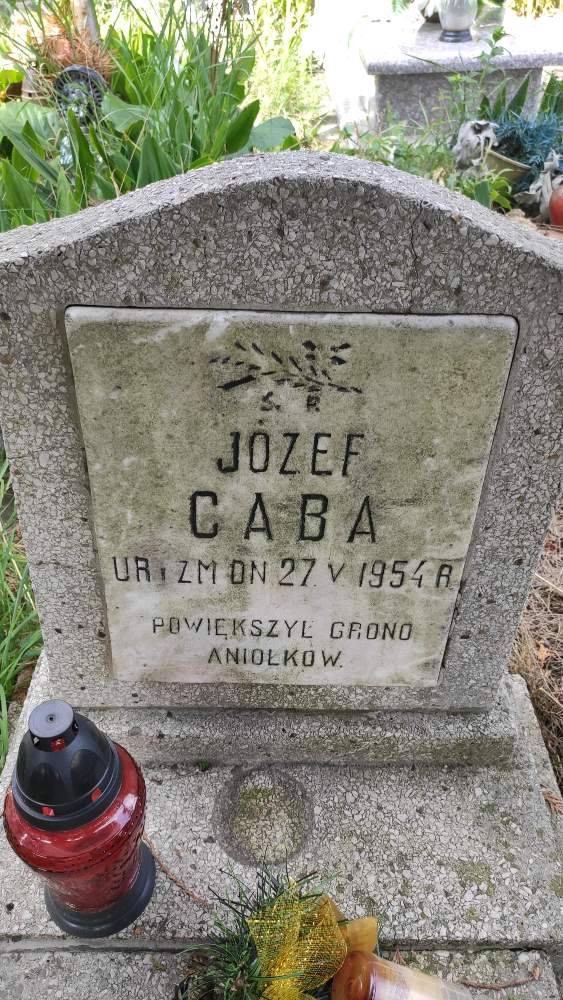 Ś. P.
JÓZEF
CABA
UR i ZM DN 27 V 1954 R
POWIĘKSZYŁ GRONO
ANIOŁKÓW.